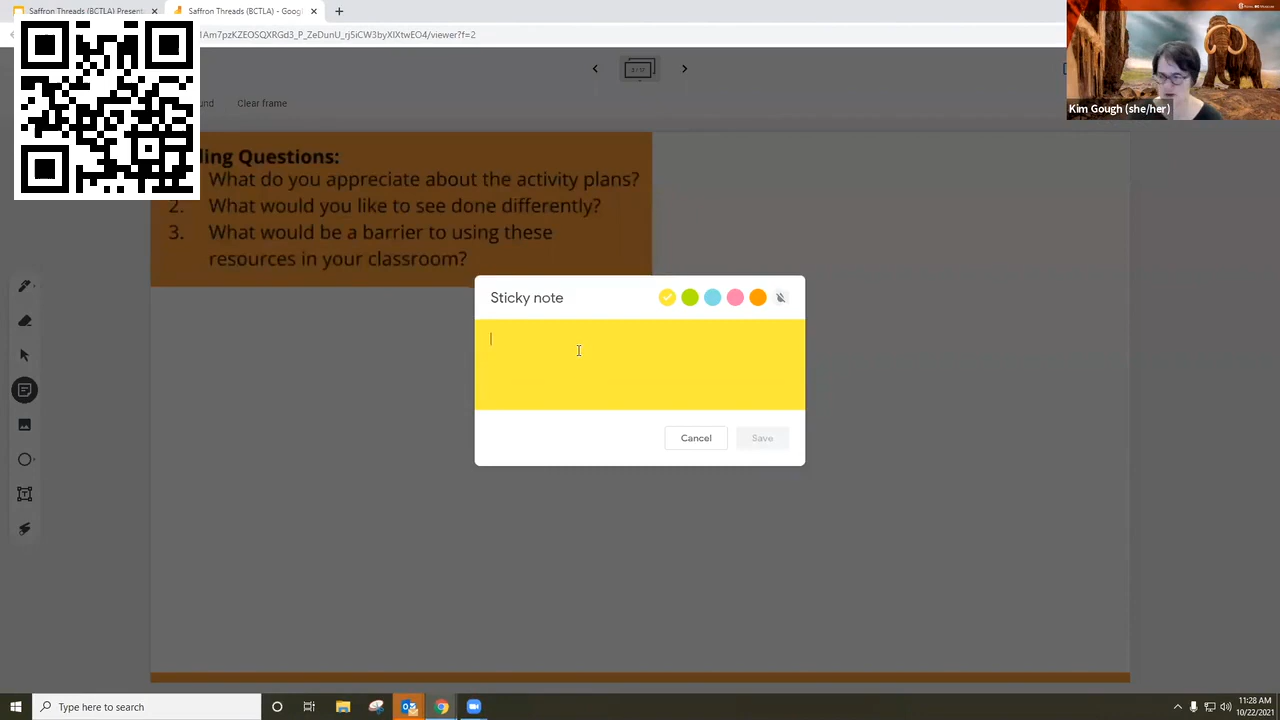 Saffron Threads (BCTLA) Present
Saffron Threads (BCTLA) - Googl
1Am7pzKZEOSQXRGd3_P_ZeDunU_rj5iCW3byXIXtwEO4/viewer?f=2
Kim Gough (she/her)
Clear frame
ling Questions:
What do you appreciate about the activity plans?
2. What would you like to see done differently?
3. What would be a barrier to using these
resources in your classroom?
Sticky note
Cancel
Save
Type here to search
11:28 AM
10/22/2021